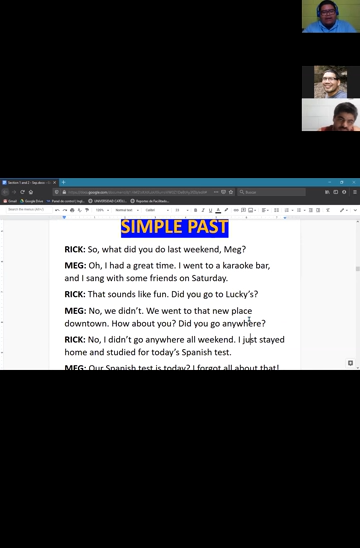 Buscar
SIMPLE PAST
RICK: So, what did you do last weekend, Meg?
MEG: Oh, I had a great time. I went to a karaoke bar,
and I sang with some friends on Saturday.
RICK: That sounds like fun. Did you go to Lucky's?
MEG: No, we didn't. We went to that new place
downtown. How about you? Did you go anywhere?
RICK: No, I didn't go anywhere all weekend. I just stayed
home and studied for today's Spanish test.
MEG: Our Spanish test is today? I forgot all about that!